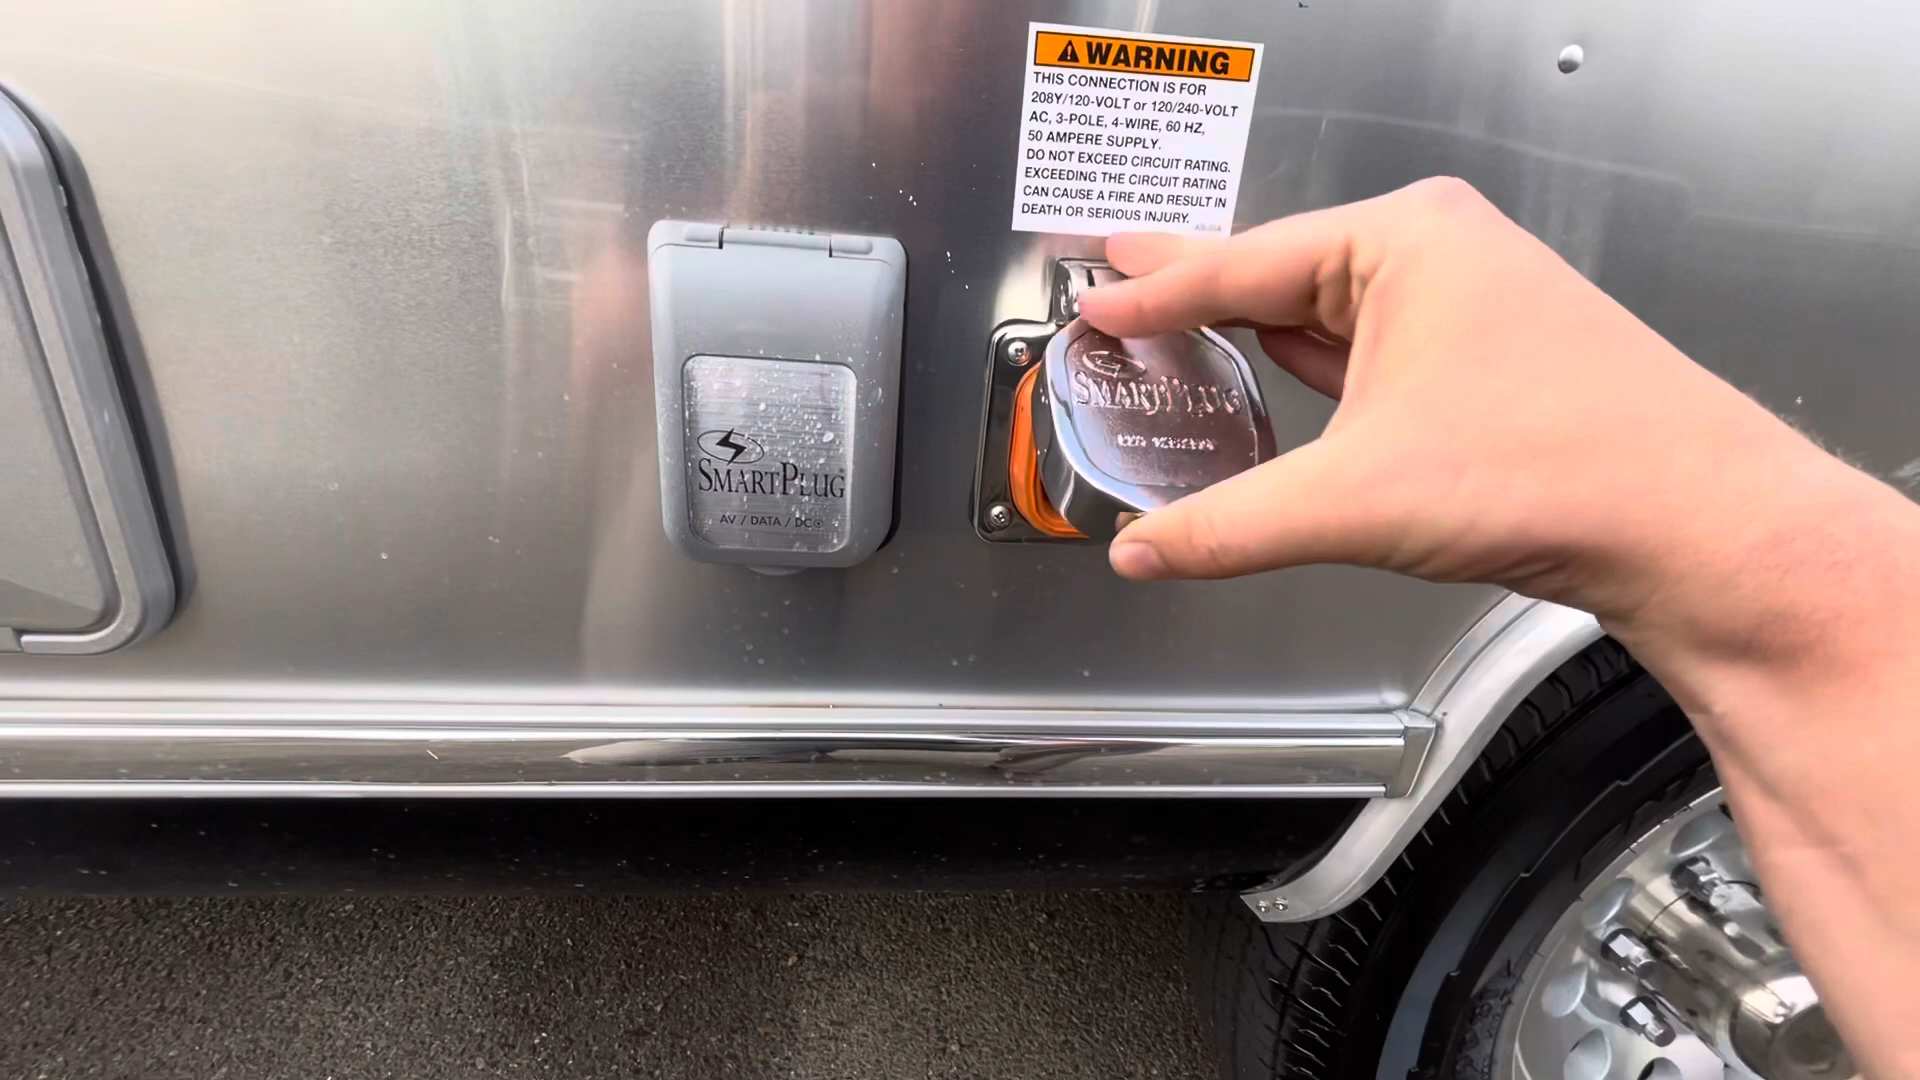 WARNING
THIS CONNECTION IS FOR
208Y/120-VOLT or 120/240-VOLT
AC, 3-POLE, 4-WIRE, 60 HZ,
50 AMPERE SUPPLY.
DO NOT EXCEED CIRCUIT RATING.
EXCEEDING THE CIRCUIT RATING
CAN CAUSE A FIRE AND RESULT IN
DEATH OR SERIOUS INJURY.
SMARTPLUG
AV / DATA / DC
SMARTPLUG